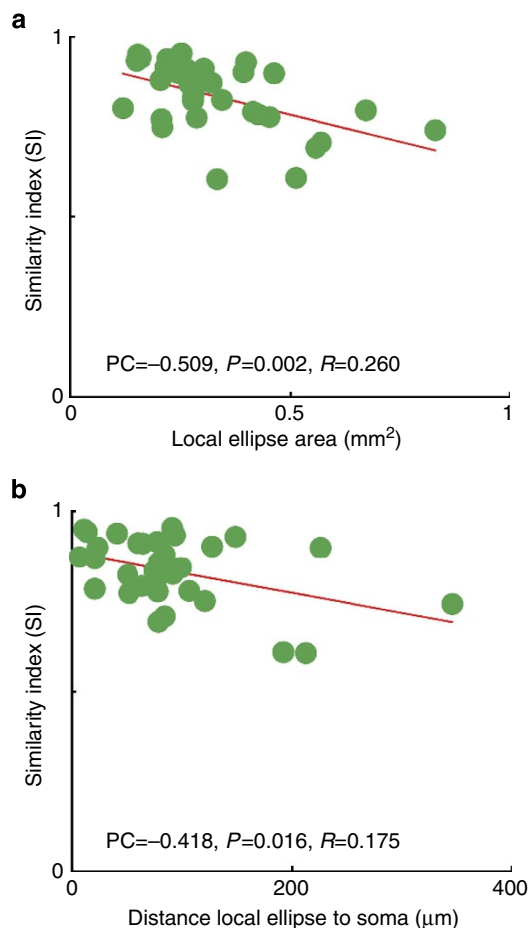 a
1
Similarity index (SI)
PC=–0.509, P=0.002, R=0.260
0
0 0.5 1
Local ellipse area (mm²)
b
1
Similarity index (SI)
PC=–0.418, P=0.016, R=0.175
0
0 200 400
Distance local ellipse to soma (μm)